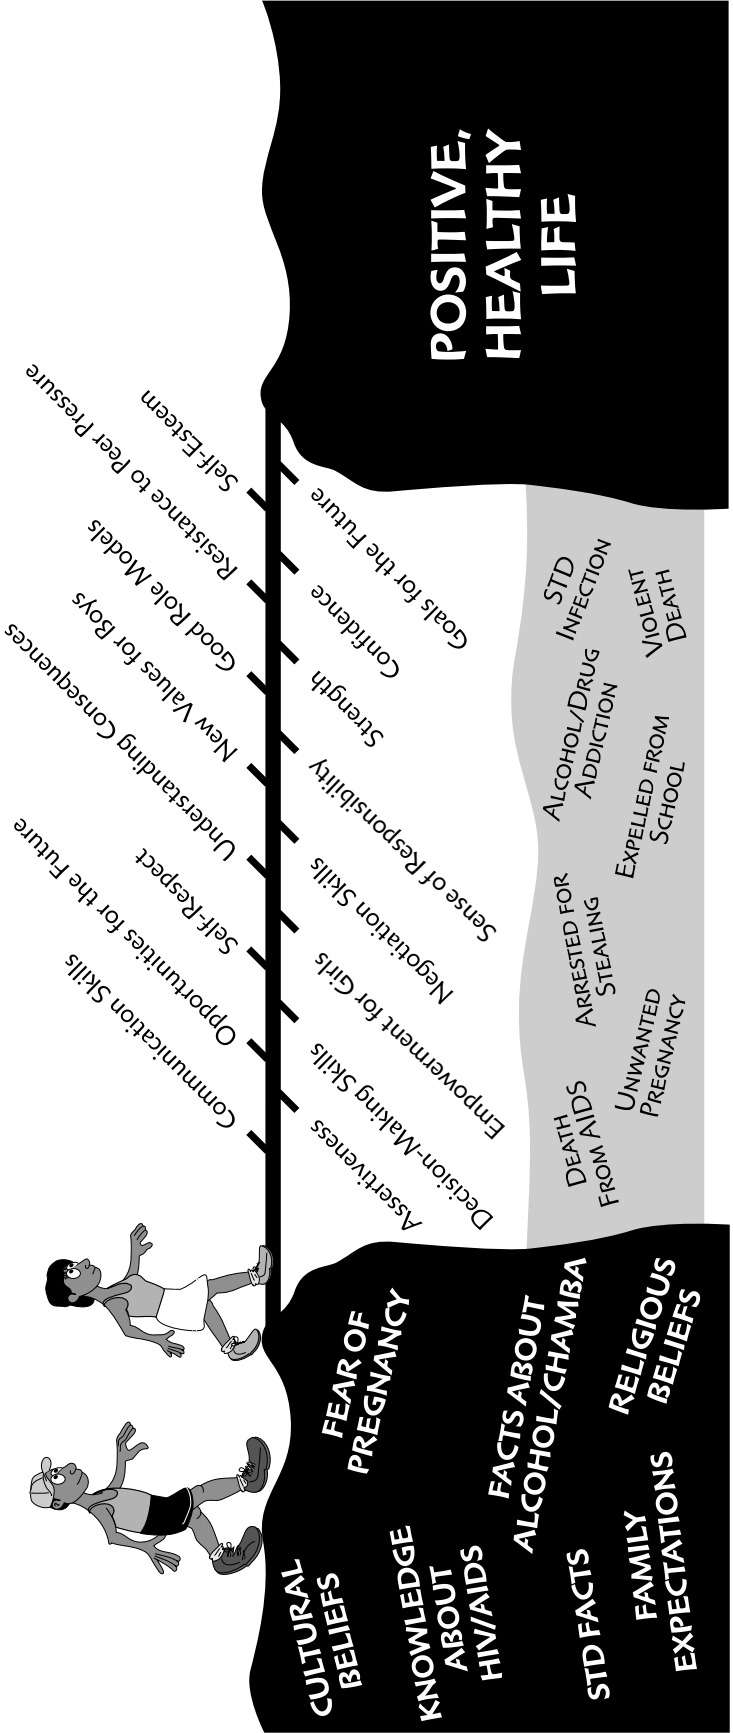 Communication Skills
Opportunities for the Future
Self-Respect
Understanding Consequences
New Values for Boys
Good Role Models
Resistance to Peer Pressure
Self-Esteem
Assertiveness
Decision-Making Skills
Empowerment for Girls
Negotiation Skills
Sense of Responsibility
Strength
Confidence
Goals for the Future
CULTURAL
BELIEFS
KNOWLEDGE
ABOUT
HIV/AIDS
STD FACTS
FAMILY
EXPECTATIONS
FEAR OF
PREGNANCY
FACTS ABOUT
ALCOHOL/CHAMBA
RELIGIOUS
BELIEFS
DEATH
FROM AIDS
UNWANTED
PREGNANCY
ARRESTED FOR
STEALING
EXPELLED FROM
SCHOOL
ALCOHOL/DRUG
ADDICTION
STD
INFECTION
VIOLENT
DEATH
POSITIVE,
HEALTHY
LIFE